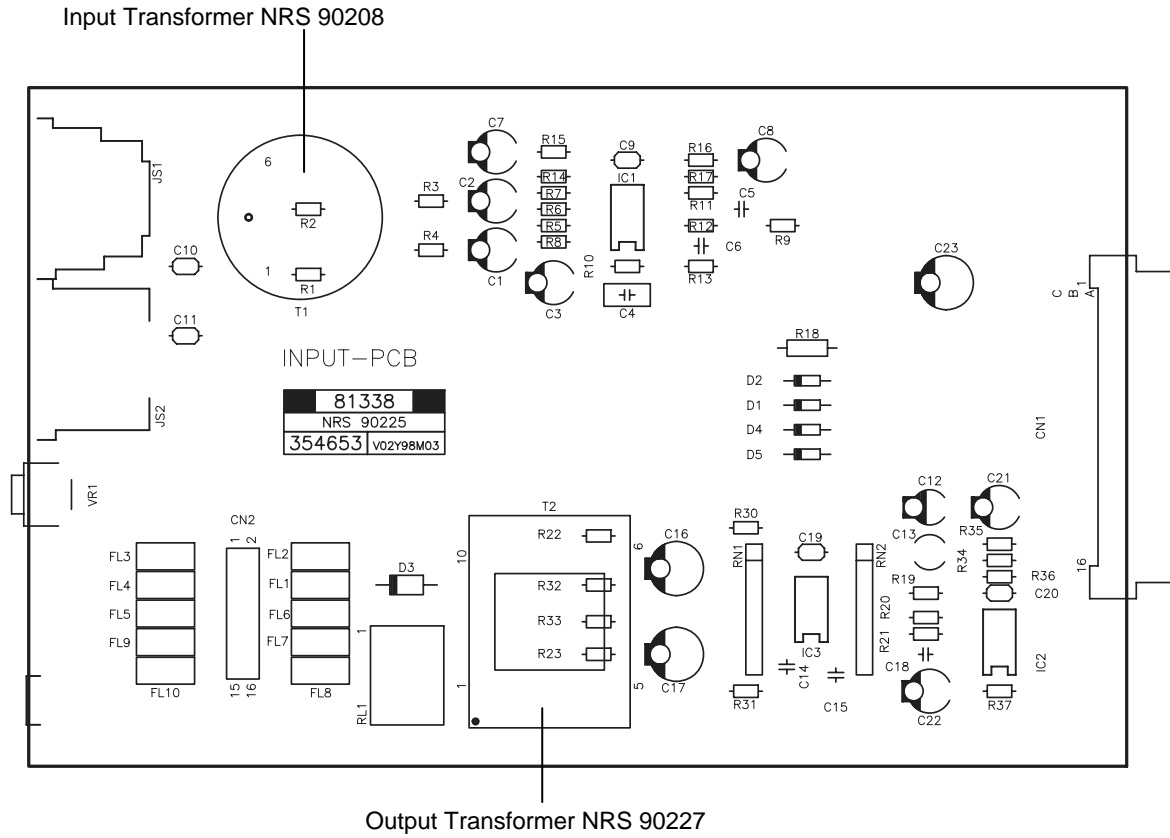 Input Transformer NRS 90208
C7
R15
C9
R16
C8
JS1
6
R14
IC1
R17
R3
C2
R7
C5
R11
R2
R6
R5
R12
R4
R8
C6
R9
C10
C23
1
R1
R10
R13
C1
T1
C3
C4
C
B
1
A
C11
R18
INPUT-PCB
D2
81338
D1
JS2
NRS 90225
CN1
354653 V02Y98M03
D4
D5
VR1
C12
C21
T2
CN2
R30
R35
1 2
R22
6
C16
C19
C13
FL3
FL2
10
RN1
RN2
R34
16
D3
R36
FL4
FL1
R32
R19
C20
FL5
FL6
R33
R20
1
FL9
FL7
R23
R21
IC3
IC2
C14
C18
FL10
15 16
FL8
1
5
C17
RL1
R31
C15
C22
R37
Output Transformer NRS 90227